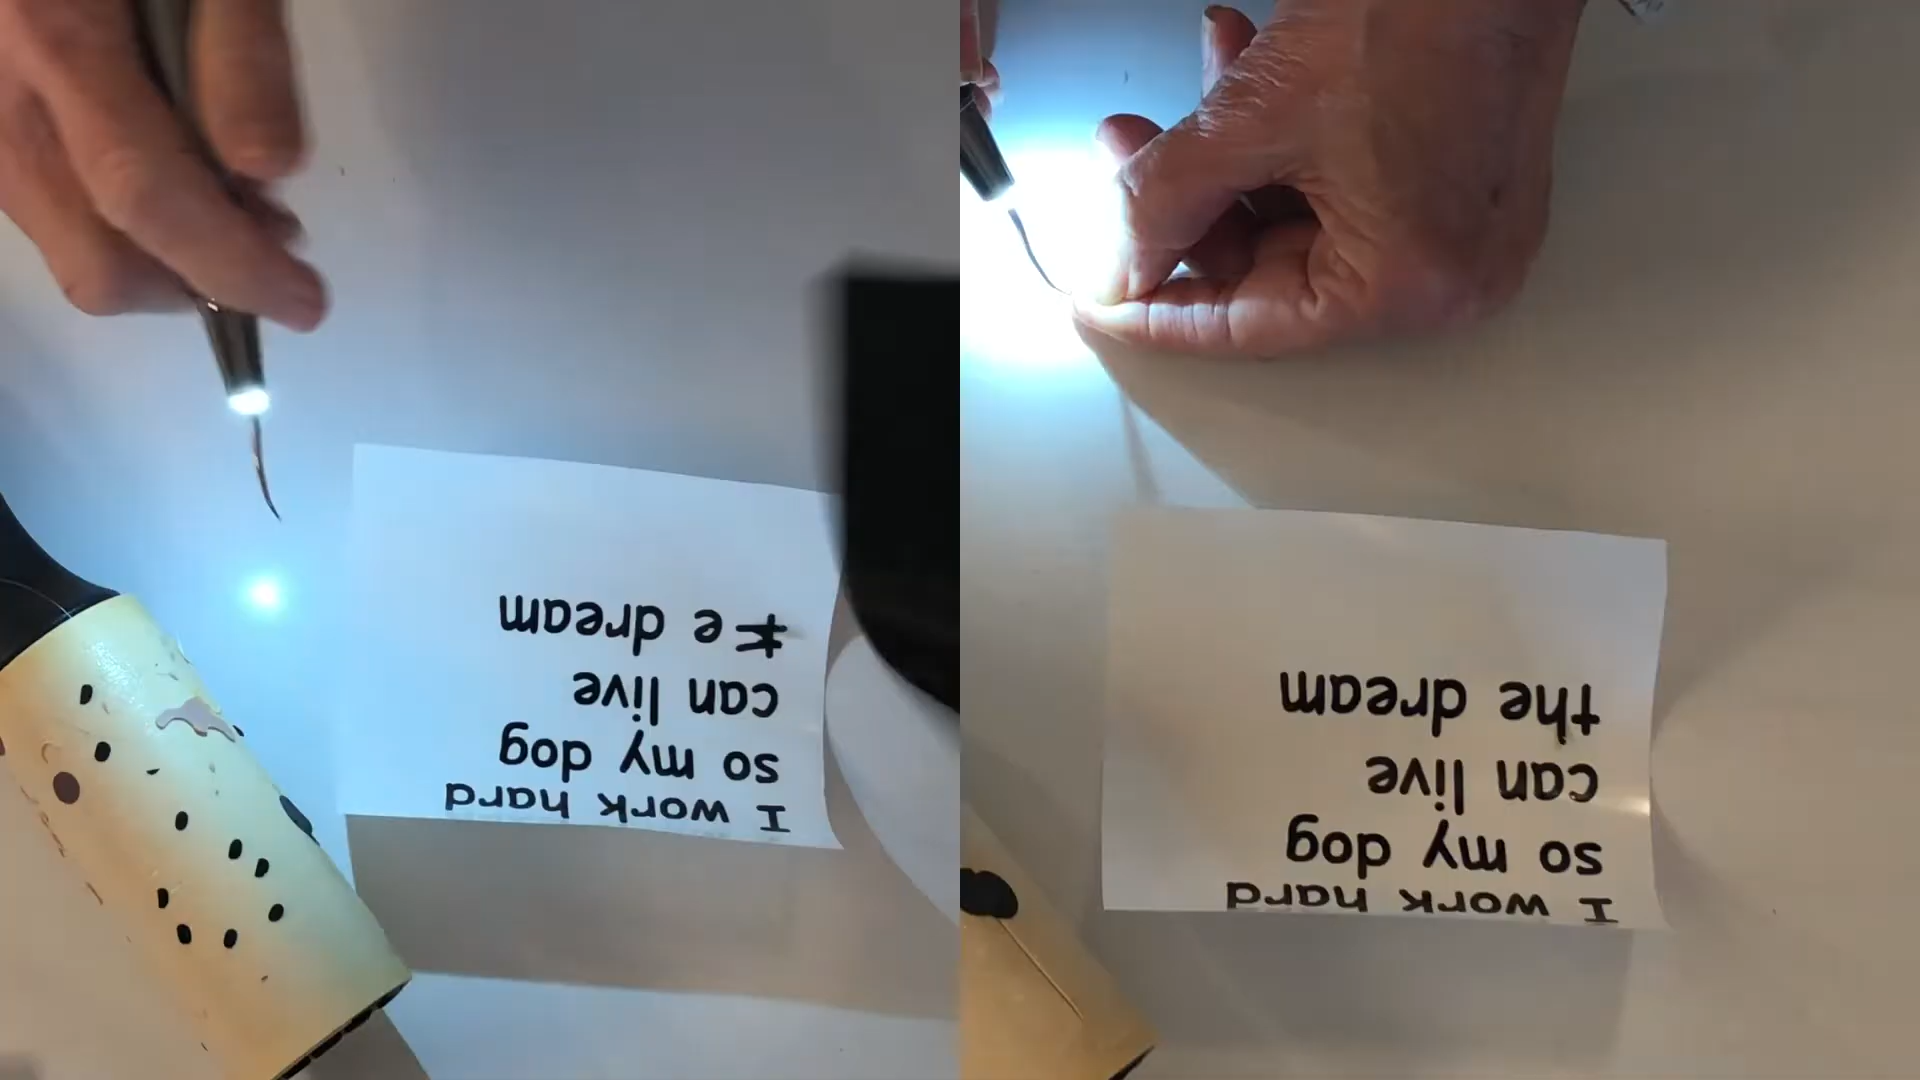 I work hard
so my dog
can live
e dream
I work hard
so my dog
can live
the dream